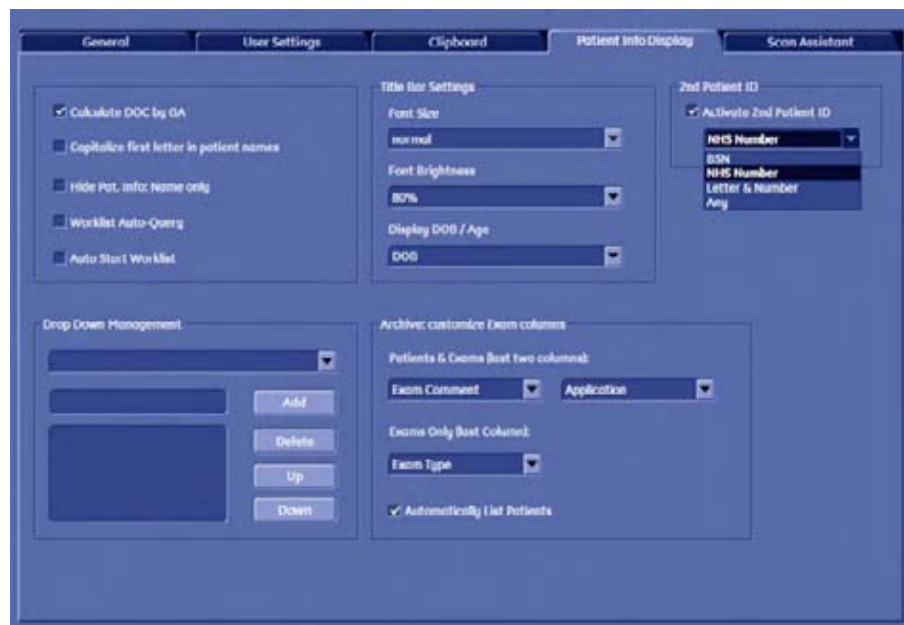 General User Settings Clipboard Patient Info Display Scan Assistant
Calculate DOC by GA
Capitalize first letter in patient names
Hide Pat. Info: Name only
Worklist Auto-Query
Auto Start Worklist
Title Bar Settings
Font Size
normal
Font Brightness
80%
Display DOB / Age
DOB
2nd Patient ID
Activate 2nd Patient ID
NHS Number
BSN
NHS Number
Letter & Number
Any
Drop Down Management
Add
Delete
Up
Down
Archive: customize Exam columns
Patients & Exams (last two columns):
Exam Comment Application
Exams Only (last Column):
Exam Type
Automatically List Patients